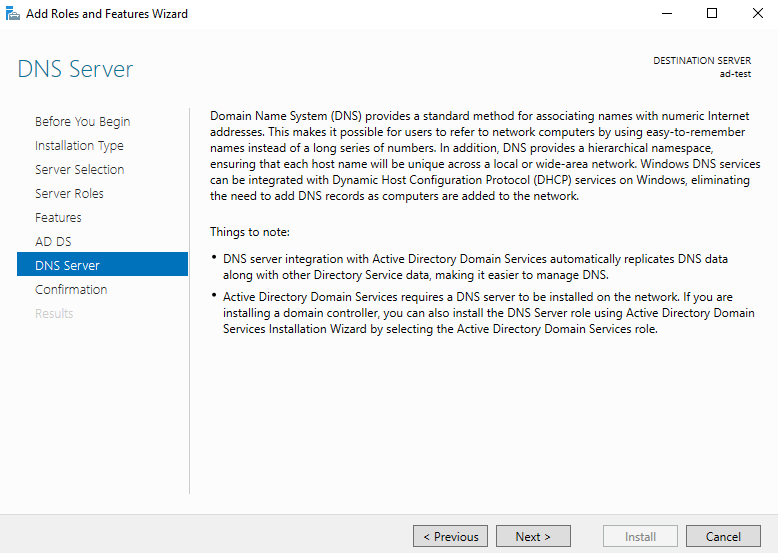 Add Roles and Features Wizard
DNS Server
DESTINATION SERVER
ad-test
Before You Begin
Installation Type
Server Selection
Server Roles
Features
AD DS
DNS Server
Confirmation
Results
Domain Name System (DNS) provides a standard method for associating names with numeric Internet
addresses. This makes it possible for users to refer to network computers by using easy-to-remember
names instead of a long series of numbers. In addition, DNS provides a hierarchical namespace,
ensuring that each host name will be unique across a local or wide-area network. Windows DNS services
can be integrated with Dynamic Host Configuration Protocol (DHCP) services on Windows, eliminating
the need to add DNS records as computers are added to the network.
Things to note:
• DNS server integration with Active Directory Domain Services automatically replicates DNS data
along with other Directory Service data, making it easier to manage DNS.
• Active Directory Domain Services requires a DNS server to be installed on the network. If you are
installing a domain controller, you can also install the DNS Server role using Active Directory Domain
Services Installation Wizard by selecting the Active Directory Domain Services role.
< Previous
Next >
Install
Cancel